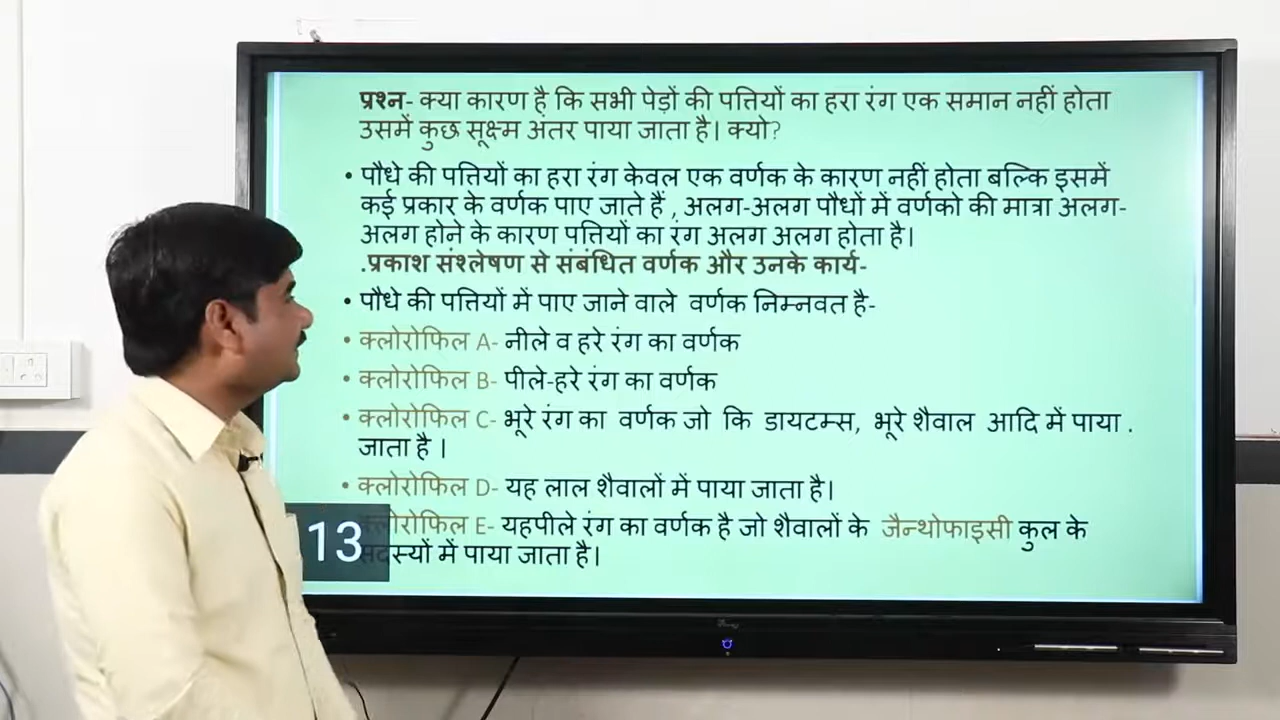 प्रश्न- क्या कारण है कि सभी पेड़ों की पत्तियों का हरा रंग एक समान नहीं होता
उसमें कुछ सूक्ष्म अंतर पाया जाता है। क्यो?
• पौधे की पत्तियों का हरा रंग केवल एक वर्णक के कारण नहीं होता बल्कि इसमें
कई प्रकार के वर्णक पाए जाते हैं , अलग-अलग पौधों में वर्णको की मात्रा अलग-
अलग होने के कारण पत्तियों का रंग अलग अलग होता है।
.प्रकाश संश्लेषण से संबंधित वर्णक और उनके कार्य-
• पौधे की पत्तियों में पाए जाने वाले वर्णक निम्नवत है-
• क्लोरोफिल A- नीले व हरे रंग का वर्णक
• क्लोरोफिल B- पीले-हरे रंग का वर्णक
• क्लोरोफिल C- भूरे रंग का वर्णक जो कि डायटम्स, भूरे शैवाल आदि में पाया .
जाता है ।
• क्लोरोफिल D- यह लाल शैवालों में पाया जाता है।
क्लोरोफिल E- यहपीले रंग का वर्णक है जो शैवालों के जैन्थोफाइसी कुल के
सदस्यों में पाया जाता है।
13